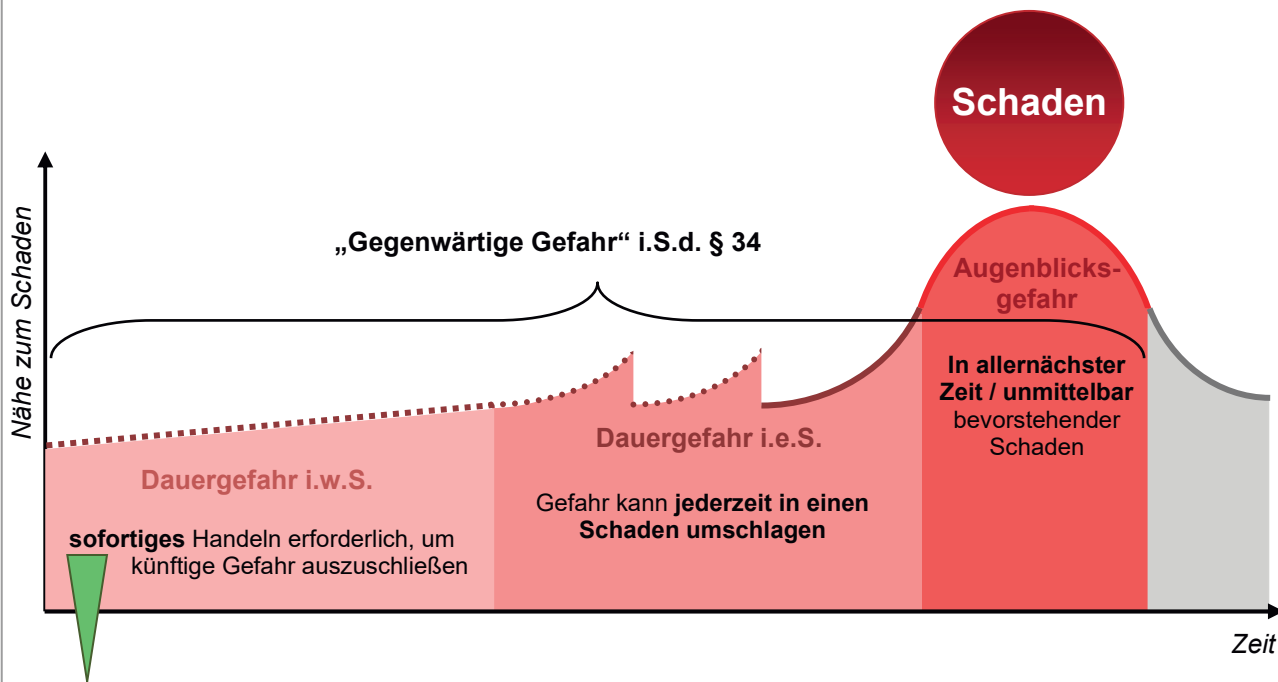 Schaden
Nähe zum Schaden
„Gegenwärtige Gefahr“ i.S.d. § 34
Augenblicks-
gefahr
In allernächster
Zeit / unmittelbar
bevorstehender
Schaden
Dauergefahr i.e.S.
Gefahr kann jederzeit in einen
Schaden umschlagen
Dauergefahr i.w.S.
sofortiges Handeln erforderlich, um
künftige Gefahr auszuschließen
Zeit